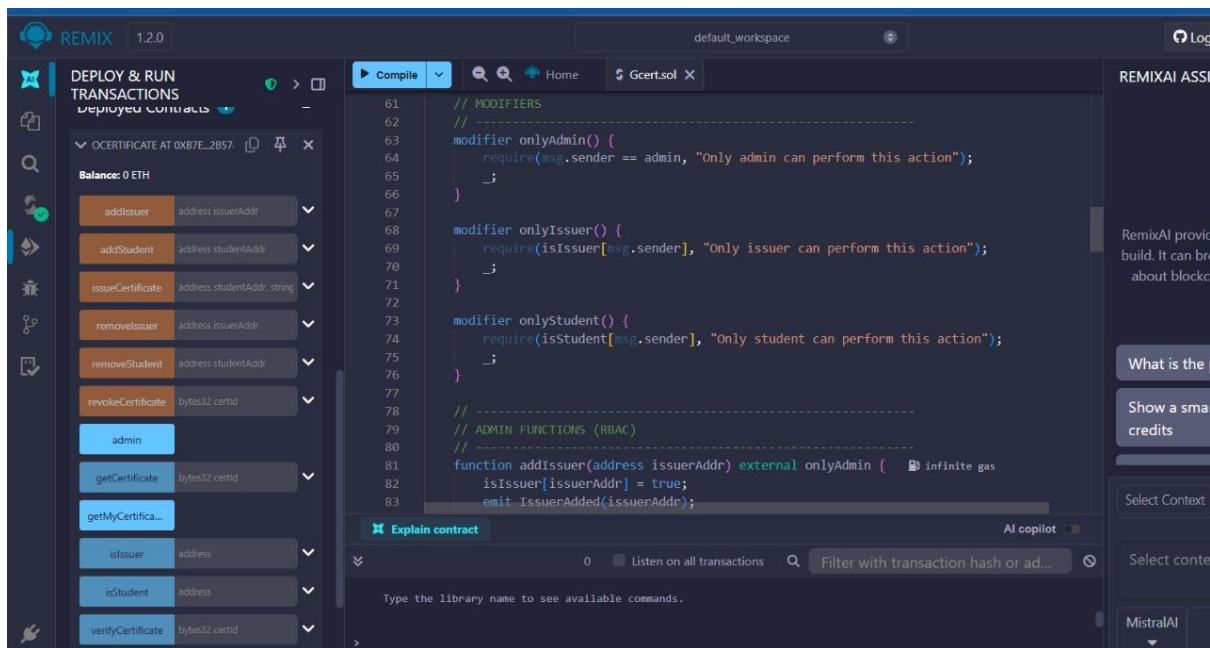 REMIX 1.2.0
default_workspace
Log
DEPLOY & RUN
TRANSACTIONS
Deployed Contracts
OCERTIFICATE AT 0XB7E...2B57
Balance: 0 ETH
addIssuer address issuerAddr
addStudent address studentAddr
issueCertificate address studentAddr, string
removeIssuer address issuerAddr
removeStudent address studentAddr
revokeCertificate bytes32 certId
admin
getCertificate bytes32 certId
getMyCertifica...
isIssuer address
isStudent address
verifyCertificate bytes32 certId
Compile
Home
Gcert.sol
61 // MODIFIERS
62 // ----------------------------------------------------------
63 modifier onlyAdmin() {
64 require(msg.sender == admin, "Only admin can perform this action");
65 _;
66 }
67
68 modifier onlyIssuer() {
69 require(isIssuer[msg.sender], "Only issuer can perform this action");
70 _;
71 }
72
73 modifier onlyStudent() {
74 require(isStudent[msg.sender], "Only student can perform this action");
75 _;
76 }
77
78 // ----------------------------------------------------------
79 // ADMIN FUNCTIONS (RBAC)
80 // ----------------------------------------------------------
81 function addIssuer(address issuerAddr) external onlyAdmin { infinite gas
82 isIssuer[issuerAddr] = true;
83 emit IssuerAdded(issuerAddr);
Explain contract
AI copilot
0 Listen on all transactions Filter with transaction hash or ad...
Type the library name to see available commands.
>
REMIXAI ASSI
RemixAI provid
build. It can br
about blockc
What is the
Show a sma
credits
Select Context
Select conte
MistralAI